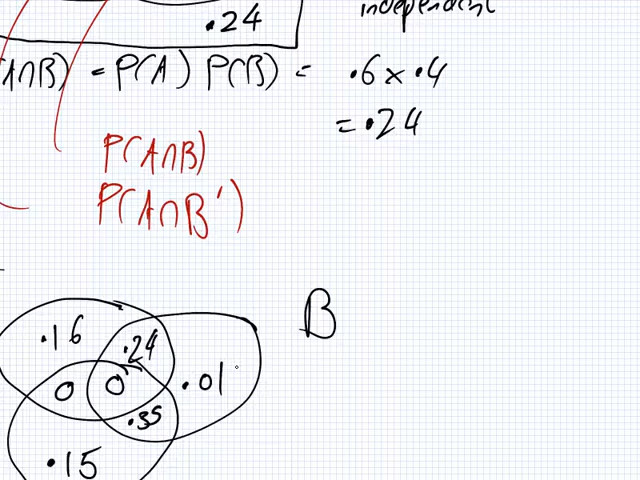 .24
independent
A∩B) = P(A) P(B) = .6 x .4
= .24
P(A∩B)
P(A∩B')
B
.16
.24
0
0
.01
.35
.15